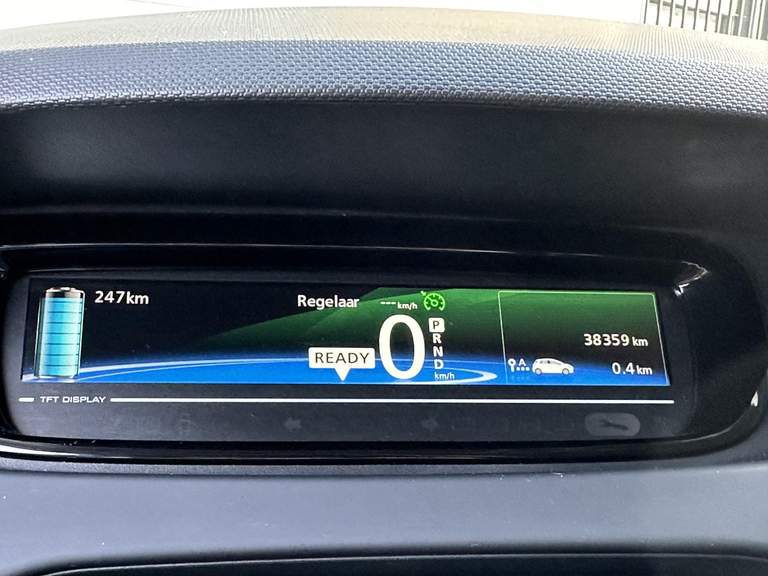 247km
Regelaar --- km/h
READY
0
P
R
N
D
km/h
38359 km
A
0.4 km
TFT DISPLAY